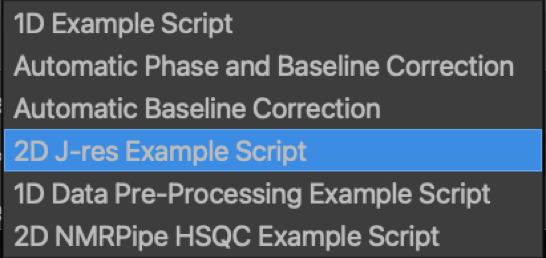 1D Example Script
Automatic Phase and Baseline Correction
Automatic Baseline Correction
2D J-res Example Script
1D Data Pre-Processing Example Script
2D NMRPipe HSQC Example Script